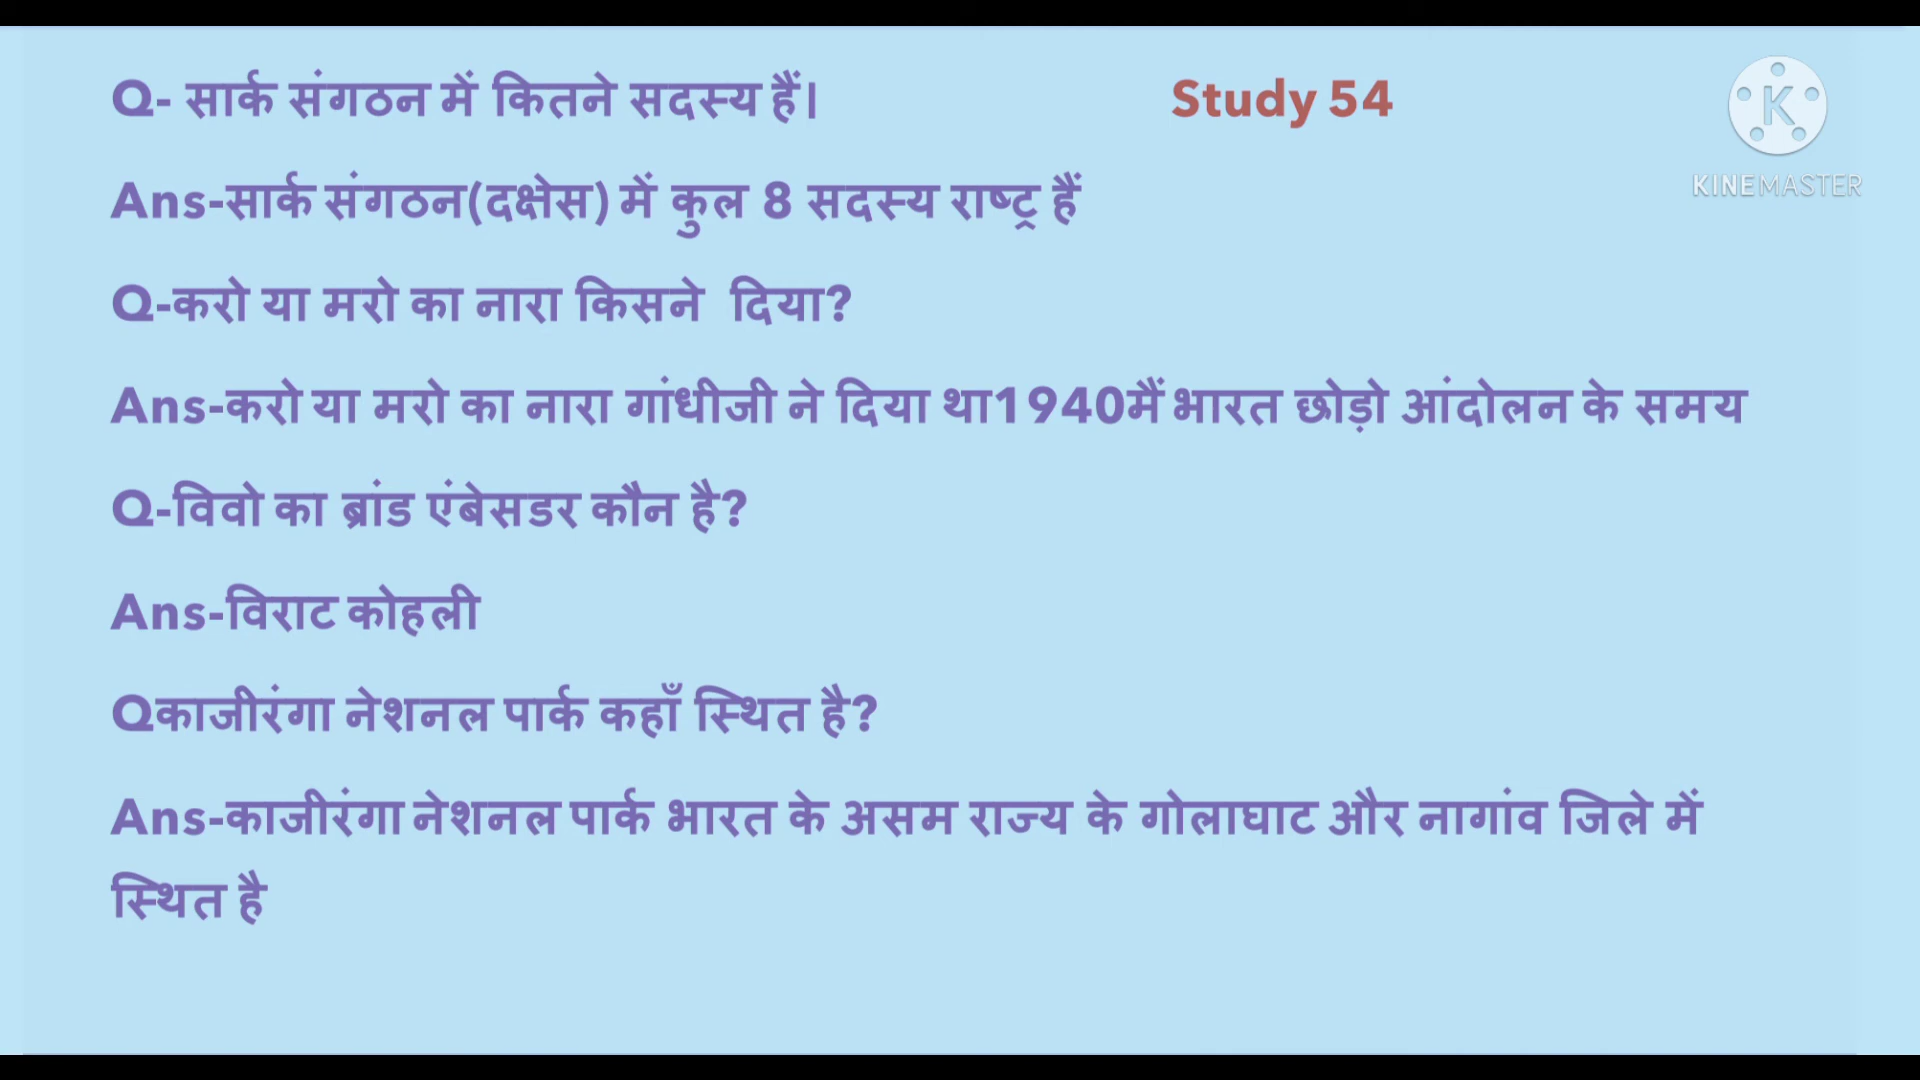 Q- सार्क संगठन में कितने सदस्य हैं। Study 54
K
KINEMASTER
Ans-सार्क संगठन(दक्षेस) में कुल 8 सदस्य राष्ट्र हैं
Q-करो या मरो का नारा किसने दिया?
Ans-करो या मरो का नारा गांधीजी ने दिया था1940मैं भारत छोड़ो आंदोलन के समय
Q-विवो का ब्रांड एंबेसडर कौन है?
Ans-विराट कोहली
Qकाजीरंगा नेशनल पार्क कहाँ स्थित है?
Ans-काजीरंगा नेशनल पार्क भारत के असम राज्य के गोलाघाट और नागांव जिले में
स्थित है